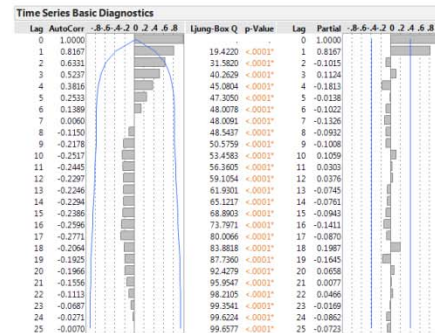 Time Series Basic Diagnostics
Lag AutoCorr -.8-.6-.4-.2 0 .2 .4 .6 .8 Ljung-Box Q p-Value Lag Partial -.8-.6-.4-.2 0 .2 .4 .6 .8
0 1.0000 0 1.0000
1 0.8167 19.4220 <.0001* 1 0.8167
2 0.6331 31.5820 <.0001* 2 -0.1015
3 0.5237 40.2629 <.0001* 3 0.1124
4 0.3816 45.0804 <.0001* 4 -0.1813
5 0.2533 47.3050 <.0001* 5 -0.0138
6 0.1389 48.0078 <.0001* 6 -0.1022
7 0.0060 48.0091 <.0001* 7 -0.1326
8 -0.1150 48.5437 <.0001* 8 -0.0932
9 -0.2178 50.5759 <.0001* 9 -0.1008
10 -0.2517 53.4583 <.0001* 10 0.1059
11 -0.2445 56.3605 <.0001* 11 0.0303
12 -0.2297 59.1054 <.0001* 12 0.0376
13 -0.2246 61.9301 <.0001* 13 -0.0745
14 -0.2294 65.1217 <.0001* 14 -0.0761
15 -0.2386 68.8903 <.0001* 15 -0.0943
16 -0.2596 73.7971 <.0001* 16 -0.1411
17 -0.2771 80.0066 <.0001* 17 -0.0870
18 -0.2064 83.8818 <.0001* 18 0.1987
19 -0.1925 87.7360 <.0001* 19 -0.1645
20 -0.1966 92.4279 <.0001* 20 0.0658
21 -0.1556 95.9947 <.0001* 21 0.0077
22 -0.1113 98.2105 <.0001* 22 0.0466
23 -0.0687 99.3541 <.0001* 23 -0.0169
24 -0.0271 99.6224 <.0001* 24 -0.0862
25 -0.0070 99.6577 <.0001* 25 -0.0723